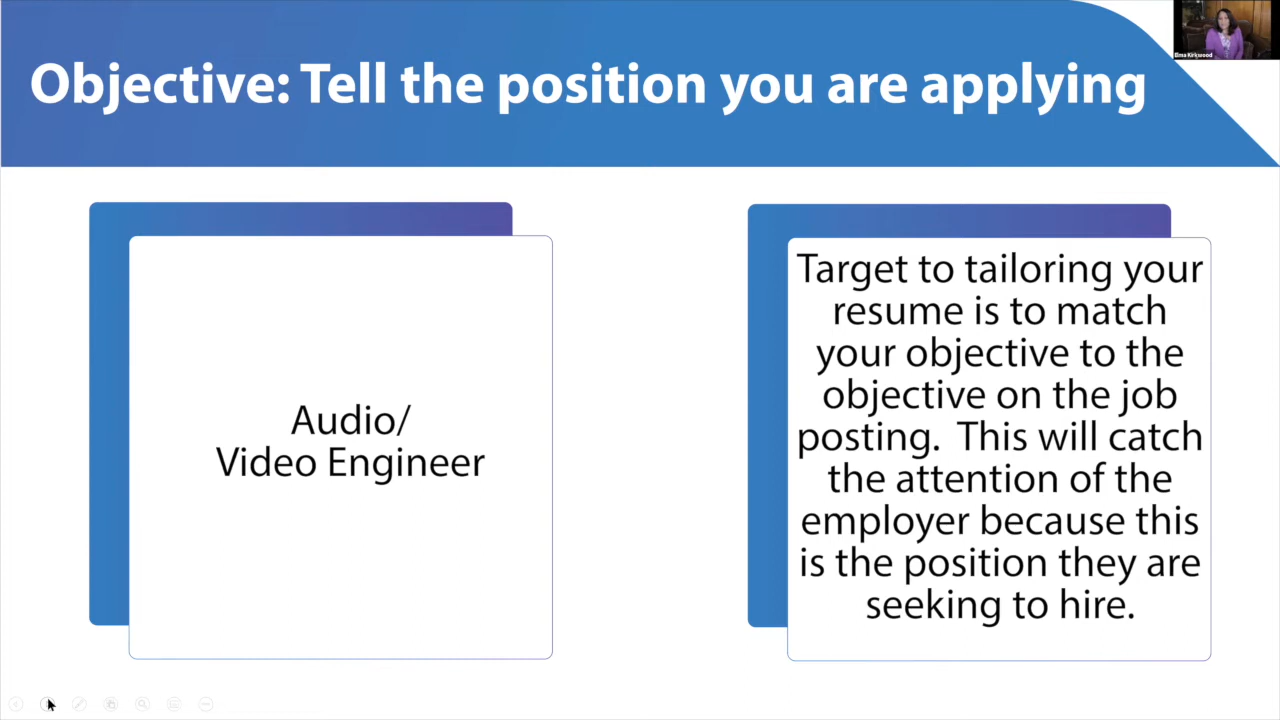 Objective: Tell the position you are applying
Elma Kirkwood
Audio/
Video Engineer
Target to tailoring your
resume is to match
your objective to the
objective on the job
posting.  This will catch
the attention of the
employer because this
is the position they are
seeking to hire.